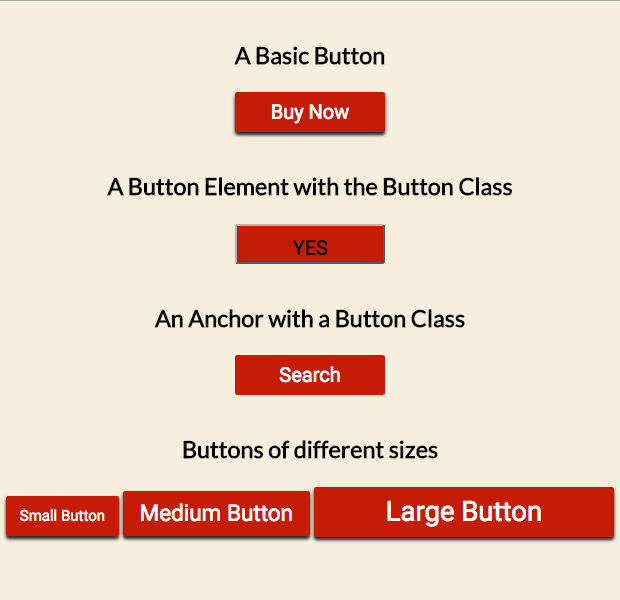 A Basic Button
Buy Now
A Button Element with the Button Class
YES
An Anchor with a Button Class
Search
Buttons of different sizes
Small Button Medium Button Large Button